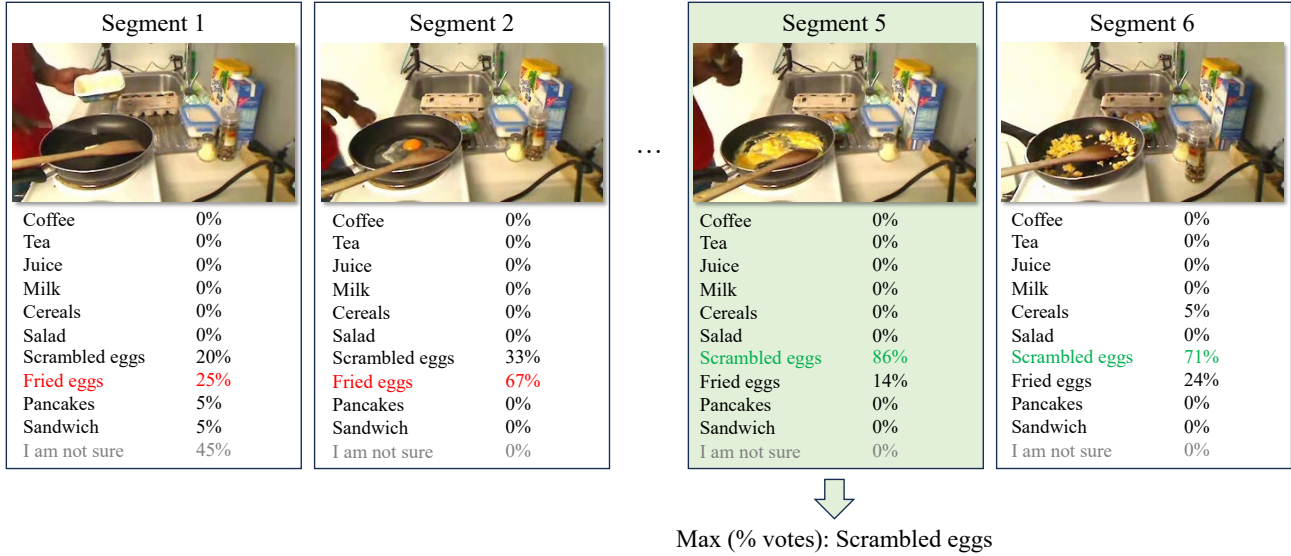 Segment 1
Coffee 0%
Tea 0%
Juice 0%
Milk 0%
Cereals 0%
Salad 0%
Scrambled eggs 20%
Fried eggs 25%
Pancakes 5%
Sandwich 5%
I am not sure 45%
Segment 2
Coffee 0%
Tea 0%
Juice 0%
Milk 0%
Cereals 0%
Salad 0%
Scrambled eggs 33%
Fried eggs 67%
Pancakes 0%
Sandwich 0%
I am not sure 0%
...
Segment 5
Coffee 0%
Tea 0%
Juice 0%
Milk 0%
Cereals 0%
Salad 0%
Scrambled eggs 86%
Fried eggs 14%
Pancakes 0%
Sandwich 0%
I am not sure 0%
Segment 6
Coffee 0%
Tea 0%
Juice 0%
Milk 0%
Cereals 5%
Salad 0%
Scrambled eggs 71%
Fried eggs 24%
Pancakes 0%
Sandwich 0%
I am not sure 0%
Max (% votes): Scrambled eggs